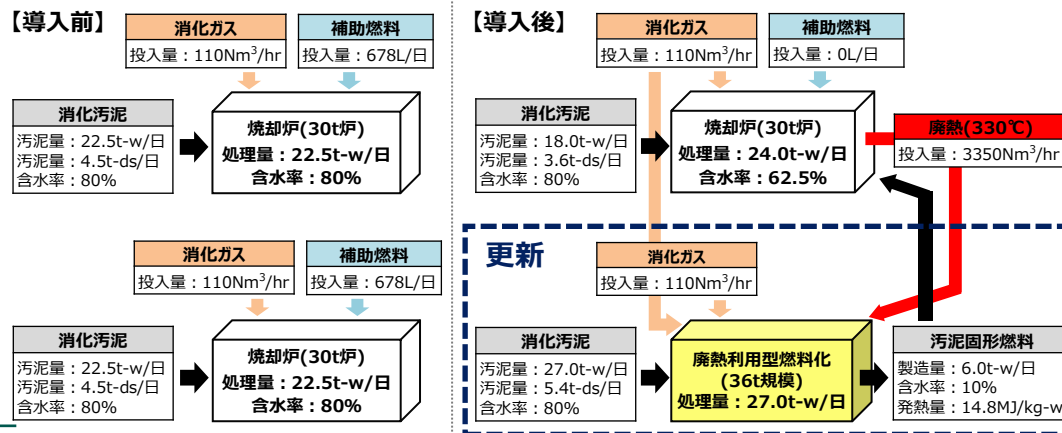 【導入前】
消化ガス
投入量：110Nm³/hr
補助燃料
投入量：678L/日
消化汚泥
汚泥量：22.5t-w/日
汚泥量：4.5t-ds/日
含水率：80%
焼却炉(30t炉)
処理量：22.5t-w/日
含水率：80%
消化ガス
投入量：110Nm³/hr
補助燃料
投入量：678L/日
消化汚泥
汚泥量：22.5t-w/日
汚泥量：4.5t-ds/日
含水率：80%
焼却炉(30t炉)
処理量：22.5t-w/日
含水率：80%
【導入後】
消化ガス
投入量：110Nm³/hr
補助燃料
投入量：0L/日
消化汚泥
汚泥量：18.0t-w/日
汚泥量：3.6t-ds/日
含水率：80%
焼却炉(30t炉)
処理量：24.0t-w/日
含水率：62.5%
廃熱(330℃)
投入量：3350Nm³/hr
更新
消化ガス
投入量：110Nm³/hr
消化汚泥
汚泥量：27.0t-w/日
汚泥量：5.4t-ds/日
含水率：80%
廃熱利用型燃料化
(36t規模)
処理量：27.0t-w/日
汚泥固形燃料
製造量：6.0t-w/日
含水率：10%
発熱量：14.8MJ/kg-w